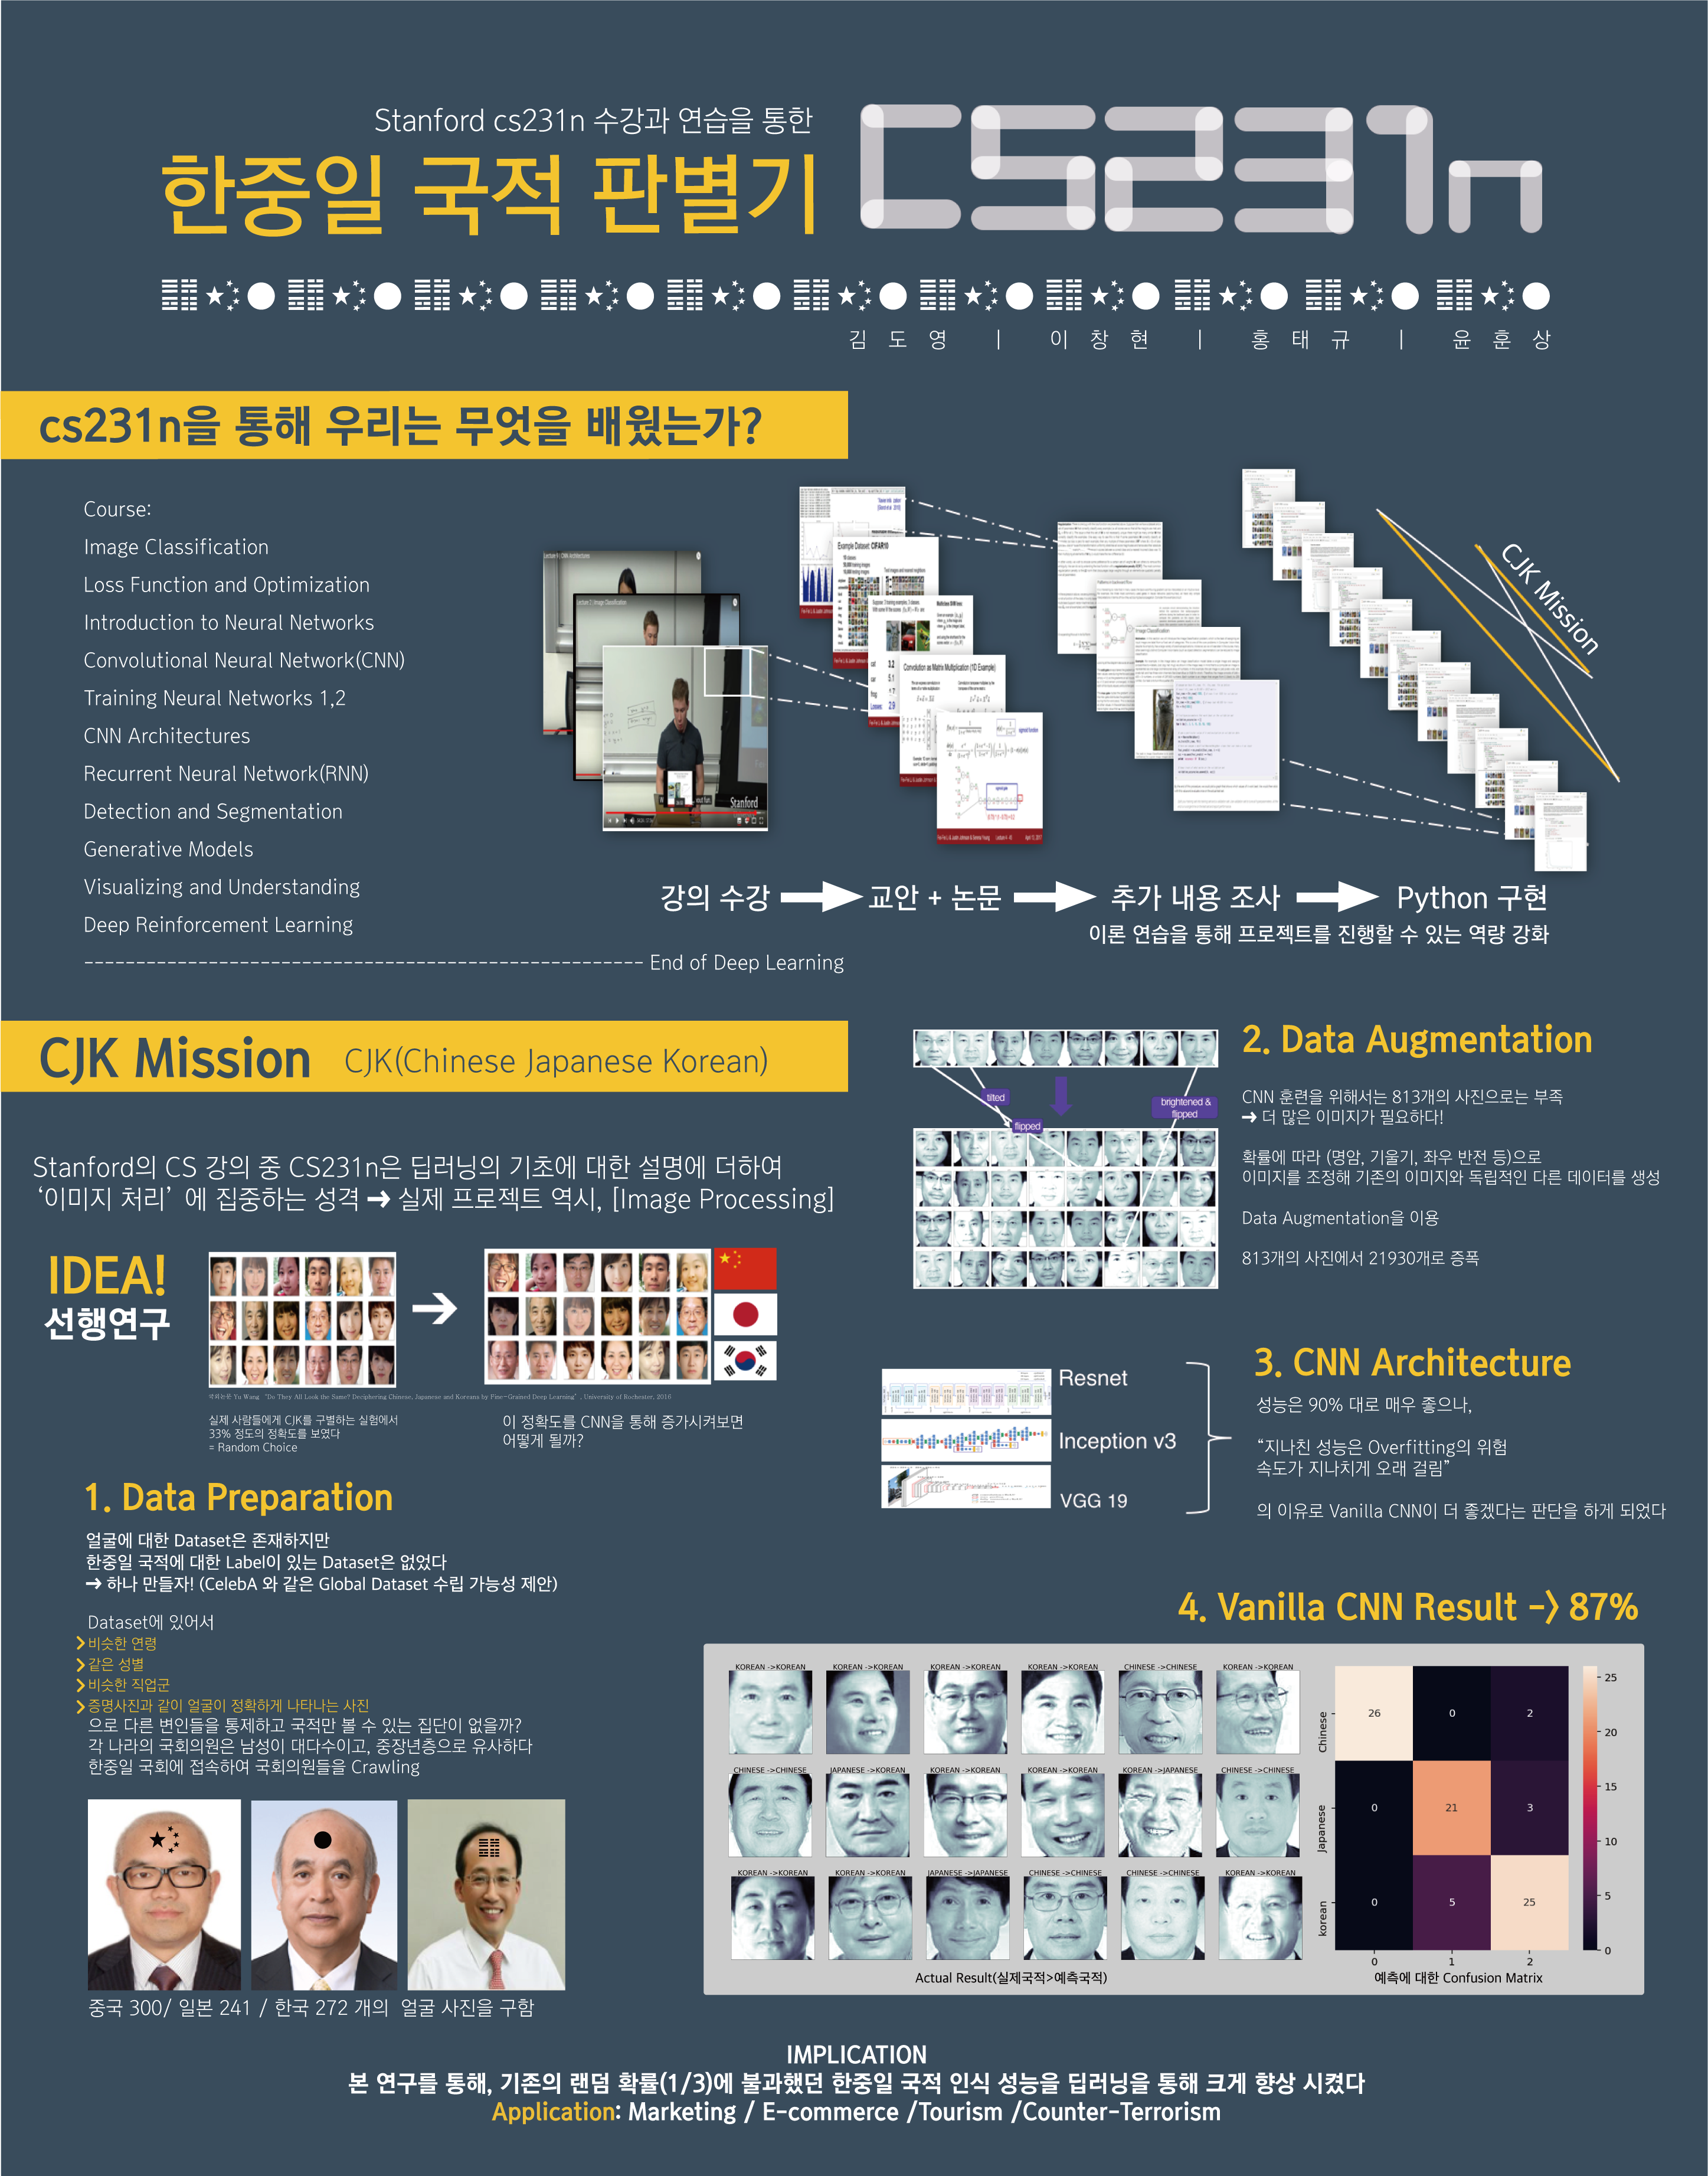 Stanford cs231n 수강과 연습을 통한
한중일 국적 판별기
CS231n
김도영 | 이창현 | 홍태규 | 윤훈상
cs231n을 통해 우리는 무엇을 배웠는가?
Course:
Image Classification
Loss Function and Optimization
Introduction to Neural Networks
Convolutional Neural Network(CNN)
Training Neural Networks 1,2
CNN Architectures
Recurrent Neural Network(RNN)
Detection and Segmentation
Generative Models
Visualizing and Understanding
Deep Reinforcement Learning
------------------------------------------------------ End of Deep Learning
Example Dataset: CIFAR10
Convolution as Matrix Multiplication (1D Example)
Image Classification
Stanford
CJK Mission
강의 수강 → 교안 + 논문 → 추가 내용 조사 → Python 구현
이론 연습을 통해 프로젝트를 진행할 수 있는 역량 강화
CJK Mission CJK(Chinese Japanese Korean)
Stanford의 CS 강의 중 CS231n은 딥러닝의 기초에 대한 설명에 더하여
‘이미지 처리’ 에 집중하는 성격 → 실제 프로젝트 역시, [Image Processing]
IDEA!
선행연구
Yu Wang “Do They All Look the Same? Deciphering Chinese, Japanese and Koreans by Fine-Grained Deep Learning”, University of Rochester, 2016
실제 사람들에게 CJK를 구별하는 실험에서
33% 정도의 정확도를 보였다
= Random Choice
이 정확도를 CNN을 통해 증가시켜보면
어떻게 될까?
1. Data Preparation
얼굴에 대한 Dataset은 존재하지만
한중일 국적에 대한 Label이 있는 Dataset은 없었다
→ 하나 만들자! (CelebA 와 같은 Global Dataset 수립 가능성 제안)
Dataset에 있어서
비슷한 연령
같은 성별
비슷한 직업군
증명사진과 같이 얼굴이 정확하게 나타나는 사진
으로 다른 변인들을 통제하고 국적만 볼 수 있는 집단이 없을까?
각 나라의 국회의원은 남성이 대다수이고, 중장년층으로 유사하다
한중일 국회에 접속하여 국회의원들을 Crawling
중국 300/ 일본 241 / 한국 272 개의 얼굴 사진을 구함
tilted
flipped
brightened &
flipped
2. Data Augmentation
CNN 훈련을 위해서는 813개의 사진으로는 부족
→ 더 많은 이미지가 필요하다!
확률에 따라 (명암, 기울기, 좌우 반전 등)으로
이미지를 조정해 기존의 이미지와 독립적인 다른 데이터를 생성
Data Augmentation을 이용
813개의 사진에서 21930개로 증폭
Resnet
Inception v3
VGG 19
3. CNN Architecture
성능은 90% 대로 매우 좋으나,
“지나친 성능은 Overfitting의 위험
속도가 지나치게 오래 걸림”
의 이유로 Vanilla CNN이 더 좋겠다는 판단을 하게 되었다
4. Vanilla CNN Result -> 87%
KOREAN ->KOREAN KOREAN ->KOREAN KOREAN ->KOREAN KOREAN ->KOREAN CHINESE ->CHINESE KOREAN ->KOREAN
CHINESE ->CHINESE JAPANESE ->KOREAN KOREAN ->KOREAN KOREAN ->KOREAN KOREAN ->JAPANESE CHINESE ->CHINESE
KOREAN ->KOREAN KOREAN ->KOREAN JAPANESE ->JAPANESE CHINESE ->CHINESE CHINESE ->CHINESE KOREAN ->KOREAN
Actual Result(실제국적>예측국적)
Chinese 26 0 2
Japanese 0 21 3
korean 0 5 25
0 1 2
25
20
15
10
5
0
예측에 대한 Confusion Matrix
IMPLICATION
본 연구를 통해, 기존의 랜덤 확률(1/3)에 불과했던 한중일 국적 인식 성능을 딥러닝을 통해 크게 향상 시켰다
Application: Marketing / E-commerce /Tourism /Counter-Terrorism